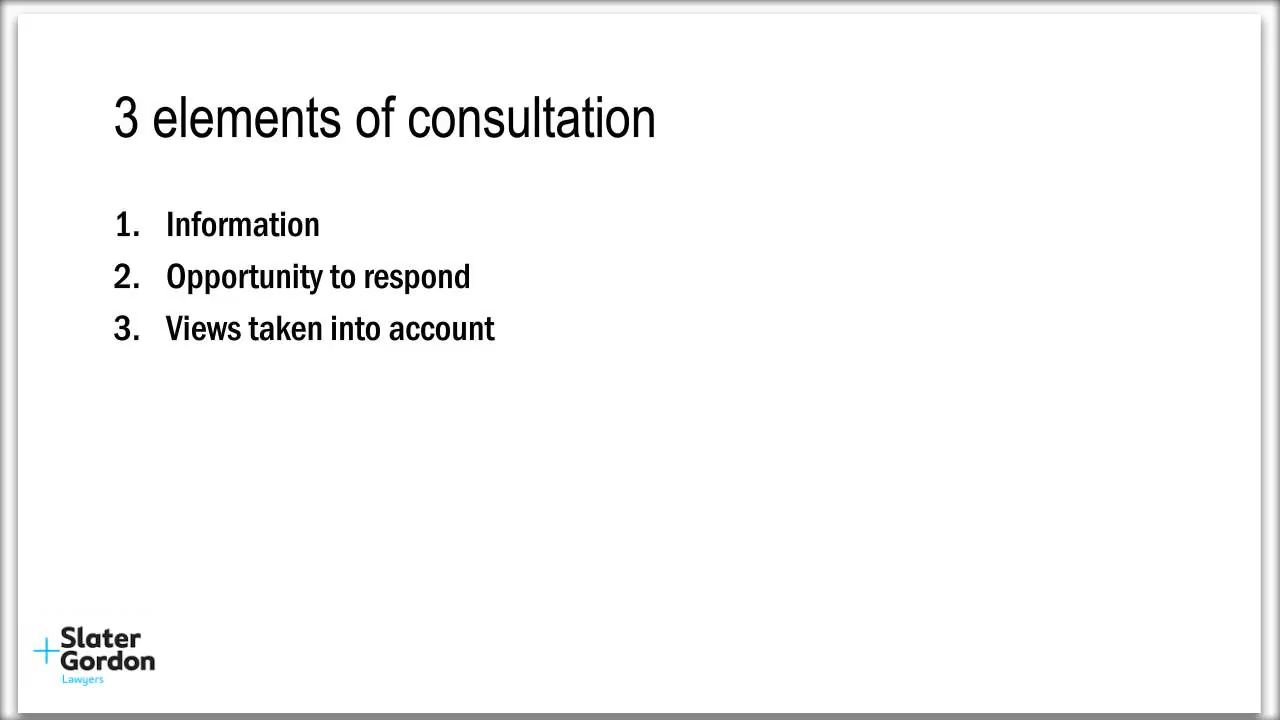 3 elements of consultation
1. Information
2. Opportunity to respond
3. Views taken into account
Slater
Gordon
Lawyers